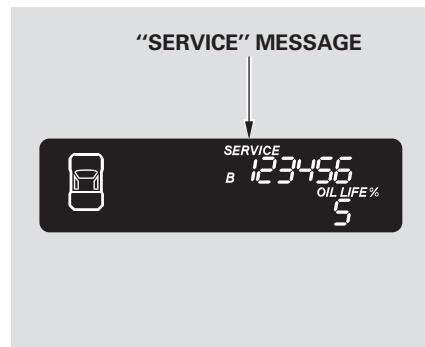 "SERVICE" MESSAGE
SERVICE
B 123456
OIL LIFE %
5